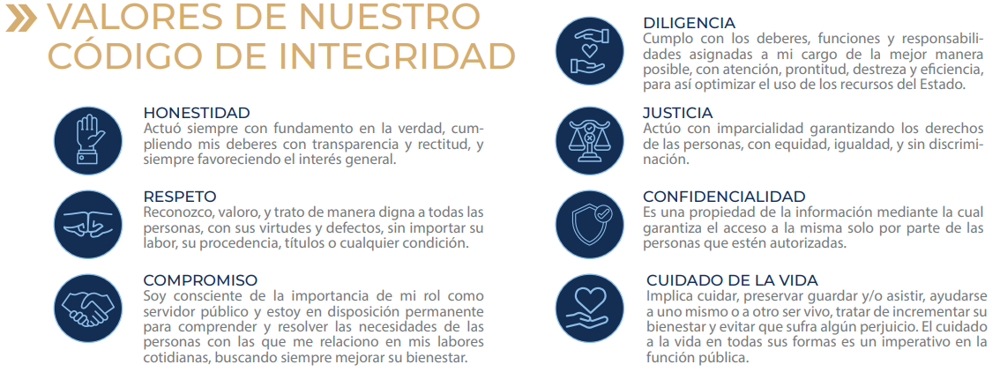 VALORES DE NUESTRO
CÓDIGO DE INTEGRIDAD
HONESTIDAD
Actuó siempre con fundamento en la verdad, cum-
pliendo mis deberes con transparencia y rectitud, y
siempre favoreciendo el interés general.
RESPETO
Reconozco, valoro, y trato de manera digna a todas las
personas, con sus virtudes y defectos, sin importar su
labor, su procedencia, títulos o cualquier condición.
COMPROMISO
Soy consciente de la importancia de mi rol como
servidor público y estoy en disposición permanente
para comprender y resolver las necesidades de las
personas con las que me relaciono en mis labores
cotidianas, buscando siempre mejorar su bienestar.
DILIGENCIA
Cumplo con los deberes, funciones y responsabili-
dades asignadas a mi cargo de la mejor manera
posible, con atención, prontitud, destreza y eficiencia,
para así optimizar el uso de los recursos del Estado.
JUSTICIA
Actúo con imparcialidad garantizando los derechos
de las personas, con equidad, igualdad, y sin discrimi-
nación.
CONFIDENCIALIDAD
Es una propiedad de la información mediante la cual
garantiza el acceso a la misma solo por parte de las
personas que estén autorizadas.
CUIDADO DE LA VIDA
Implica cuidar, preservar guardar y/o asistir, ayudarse
a uno mismo o a otro ser vivo, tratar de incrementar su
bienestar y evitar que sufra algún perjuicio. El cuidado
a la vida en todas sus formas es un imperativo en la
función pública.